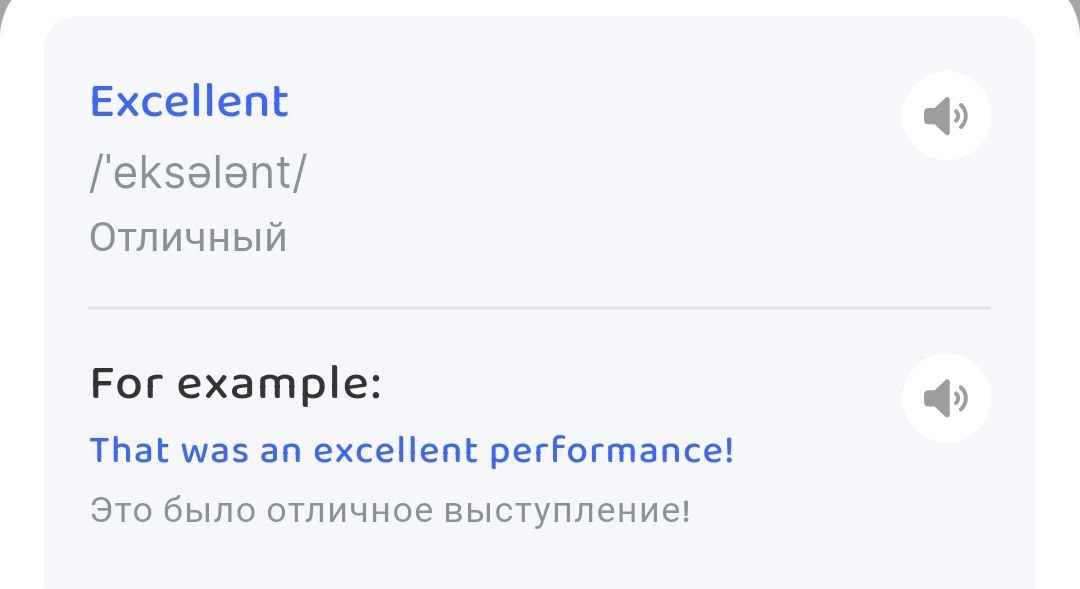 Excellent
/ˈeksələnt/
Отличный
For example:
That was an excellent performance!
Это было отличное выступление!